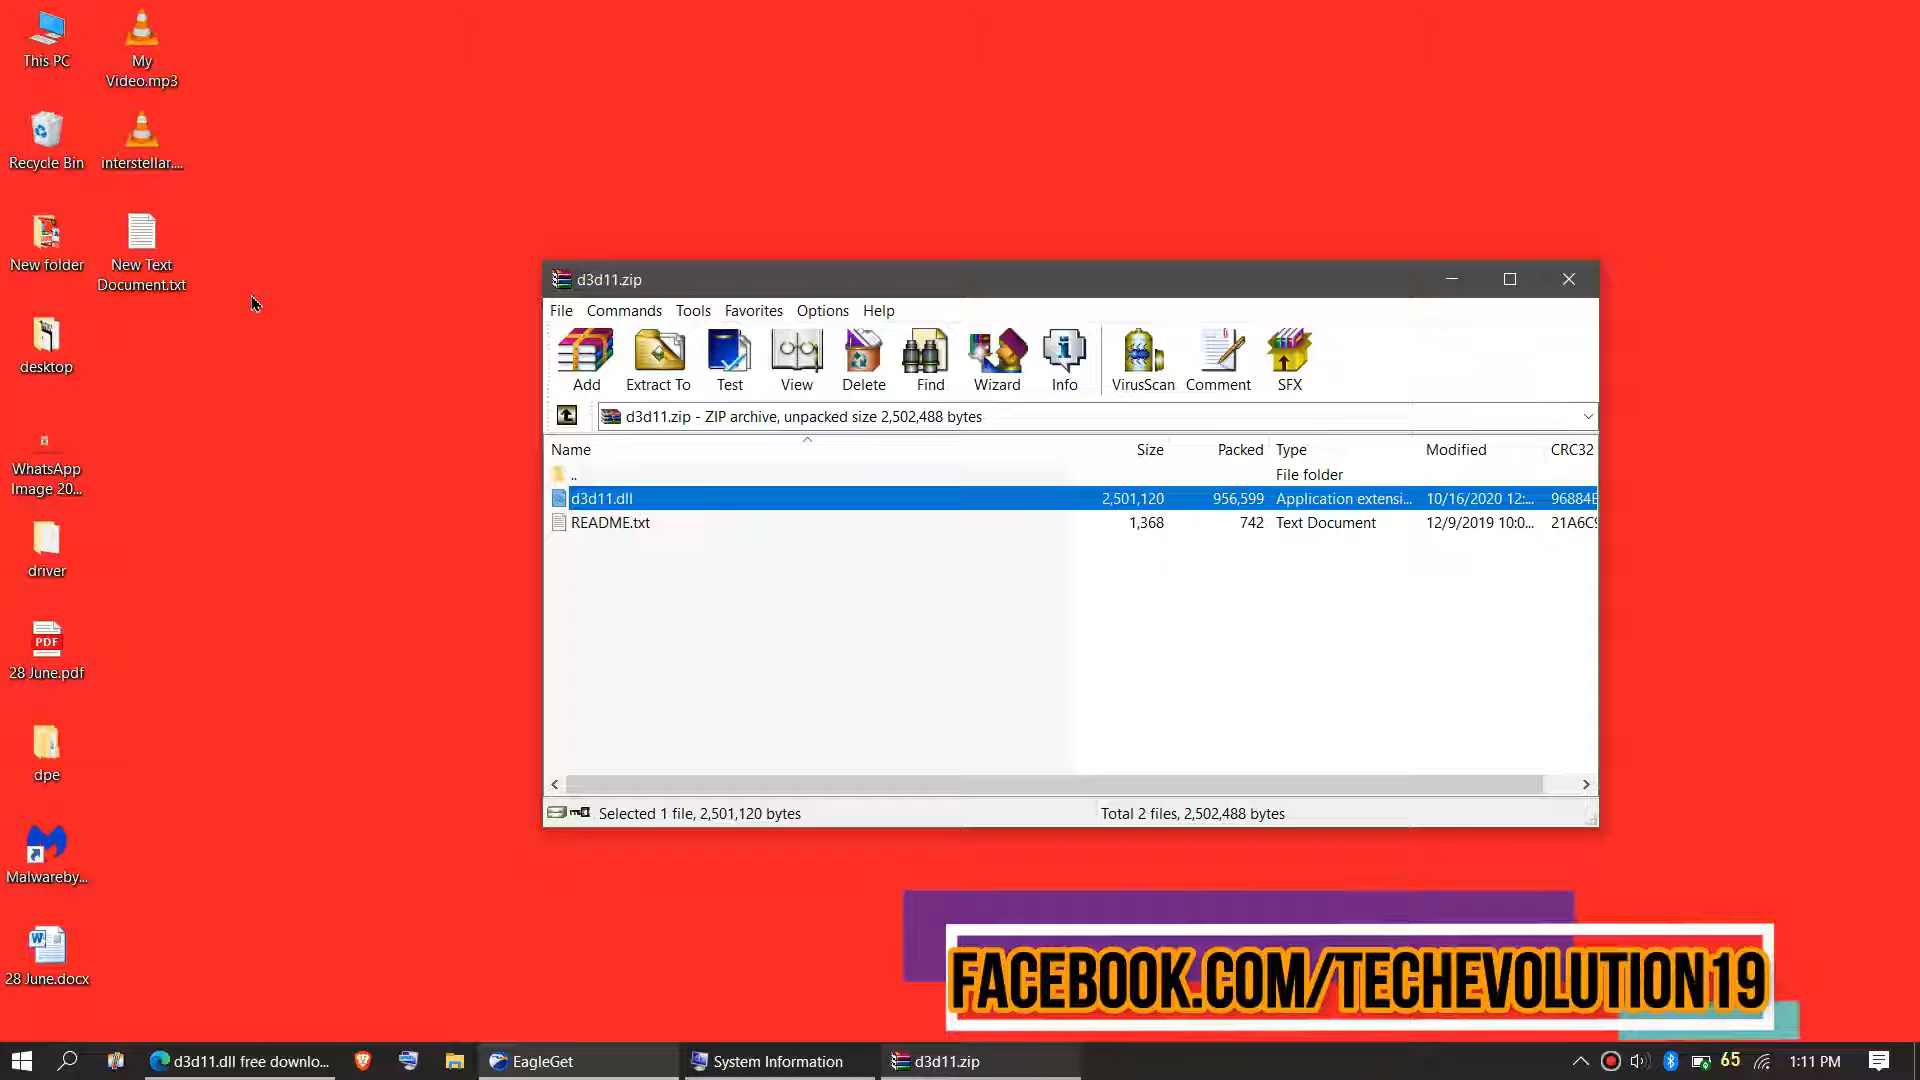 This PC
My
Video.mp3
Recycle Bin
interstellar....
New folder
New Text
Document.txt
desktop
WhatsApp
Image 20...
driver
PDF
28 June.pdf
dpe
Malwareby...
W
28 June.docx
d3d11.zip
File Commands Tools Favorites Options Help
Add Extract To Test View Delete Find Wizard Info VirusScan Comment SFX
d3d11.zip - ZIP archive, unpacked size 2,502,488 bytes
Name Size Packed Type Modified CRC32
.. File folder
d3d11.dll 2,501,120 956,599 Application extensi... 10/16/2020 12:... 96884E
README.txt 1,368 742 Text Document 12/9/2019 10:0... 21A6C9
Selected 1 file, 2,501,120 bytes Total 2 files, 2,502,488 bytes
FACEBOOK.COM/TECHEVOLUTION19
d3d11.dll free downlo... EagleGet System Information d3d11.zip 65 1:11 PM